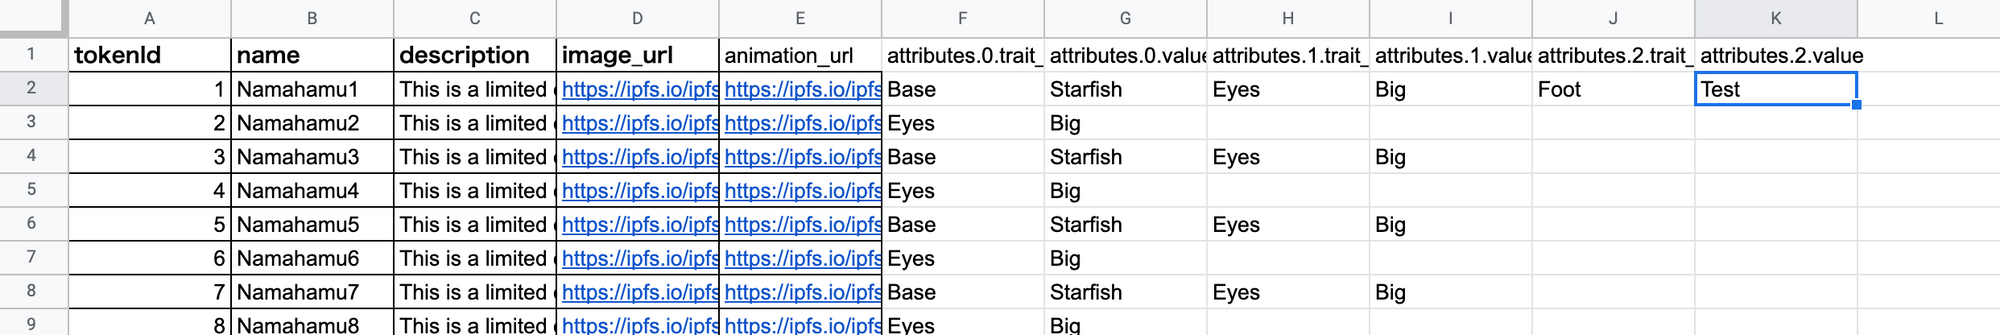 A B C D E F G H I J K L
1 tokenId name description image_url animation_url attributes.0.trait_ attributes.0.value attributes.1.trait_ attributes.1.value attributes.2.trait_ attributes.2.value
2 1 Namahamu1 This is a limited https://ipfs.io/ipfs https://ipfs.io/ipfs Base Starfish Eyes Big Foot Test
3 2 Namahamu2 This is a limited https://ipfs.io/ipfs https://ipfs.io/ipfs Eyes Big
4 3 Namahamu3 This is a limited https://ipfs.io/ipfs https://ipfs.io/ipfs Base Starfish Eyes Big
5 4 Namahamu4 This is a limited https://ipfs.io/ipfs https://ipfs.io/ipfs Eyes Big
6 5 Namahamu5 This is a limited https://ipfs.io/ipfs https://ipfs.io/ipfs Base Starfish Eyes Big
7 6 Namahamu6 This is a limited https://ipfs.io/ipfs https://ipfs.io/ipfs Eyes Big
8 7 Namahamu7 This is a limited https://ipfs.io/ipfs https://ipfs.io/ipfs Base Starfish Eyes Big
9 8 Namahamu8 This is a limited https://ipfs.io/ipfs https://ipfs.io/ipfs Eyes Big